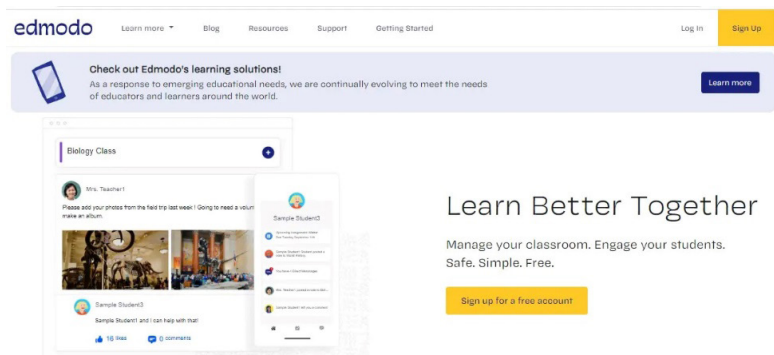 edmodo
Learn more
Blog
Resources
Support
Getting Started
Log In
Sign Up
Check out Edmodo's learning solutions!
As a response to emerging educational needs, we are continually evolving to meet the needs
of educators and learners around the world.
Learn more
Biology Class
Mrs. Teacher1
Please add your photos from the field trip last week! Going to need a
make an album.
Sample Student3
Sample Student1 and I can help with that!
16 likes
0 comments
Sample Student3
Learn Better Together
Manage your classroom. Engage your students.
Safe. Simple. Free.
Sign up for a free account